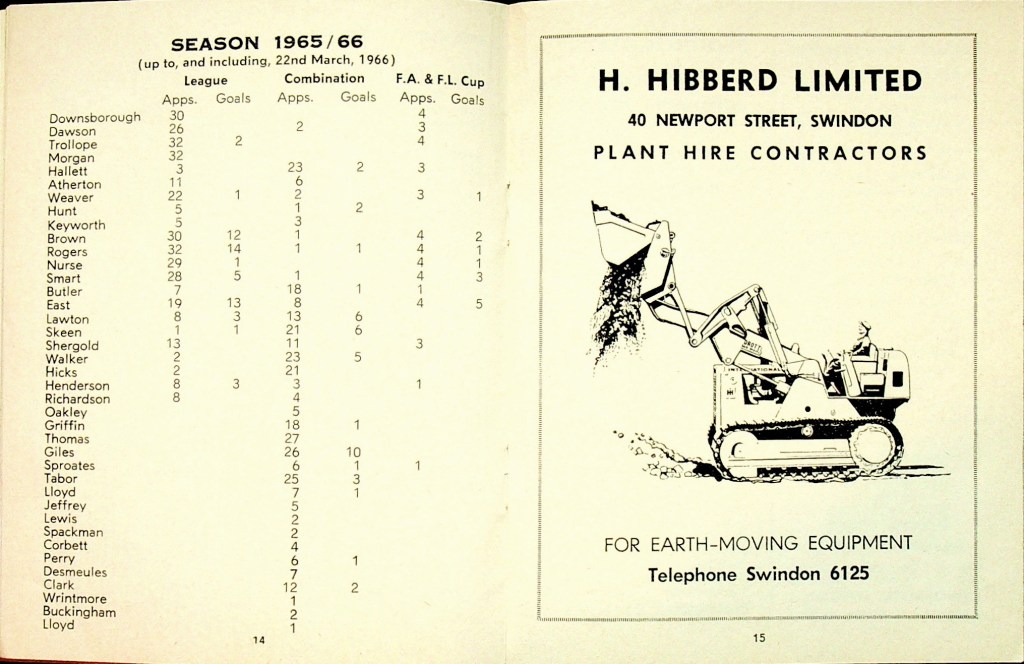 SEASON 1965/66
(up to, and including, 22nd March, 1966)
League Combination F.A. & F.L. Cup
Apps. Goals Apps. Goals Apps. Goals
Downsborough 30 4
Dawson 26 2 3
Trollope 32 2 4
Morgan 32
Hallett 3 23 2 3
Atherton 11 6
Weaver 22 1 2 3 1
Hunt 5 1 2
Keyworth 5 3
Brown 30 12 1 4 2
Rogers 32 14 1 1 4 1
Nurse 29 1 4 1
Smart 28 5 1 4 3
Butler 7 18 1 1
East 19 13 8 4 5
Lawton 8 3 13 6
Skeen 1 1 21 6
Shergold 13 11 3
Walker 2 23 5
Hicks 2 21
Henderson 8 3 3 1
Richardson 8 4
Oakley 5
Griffin 18 1
Thomas 27
Giles 26 10
Sproates 6 1 1
Tabor 25 3
Lloyd 7 1
Jeffrey 5
Lewis 2
Spackman 2
Corbett 4
Perry 6 1
Desmeules 7
Clark 12 2
Wrintmore 1
Buckingham 2
Lloyd 1
14
H. HIBBERD LIMITED
40 NEWPORT STREET, SWINDON
PLANT HIRE CONTRACTORS
INTERNATIONAL
FOR EARTH-MOVING EQUIPMENT
Telephone Swindon 6125
15